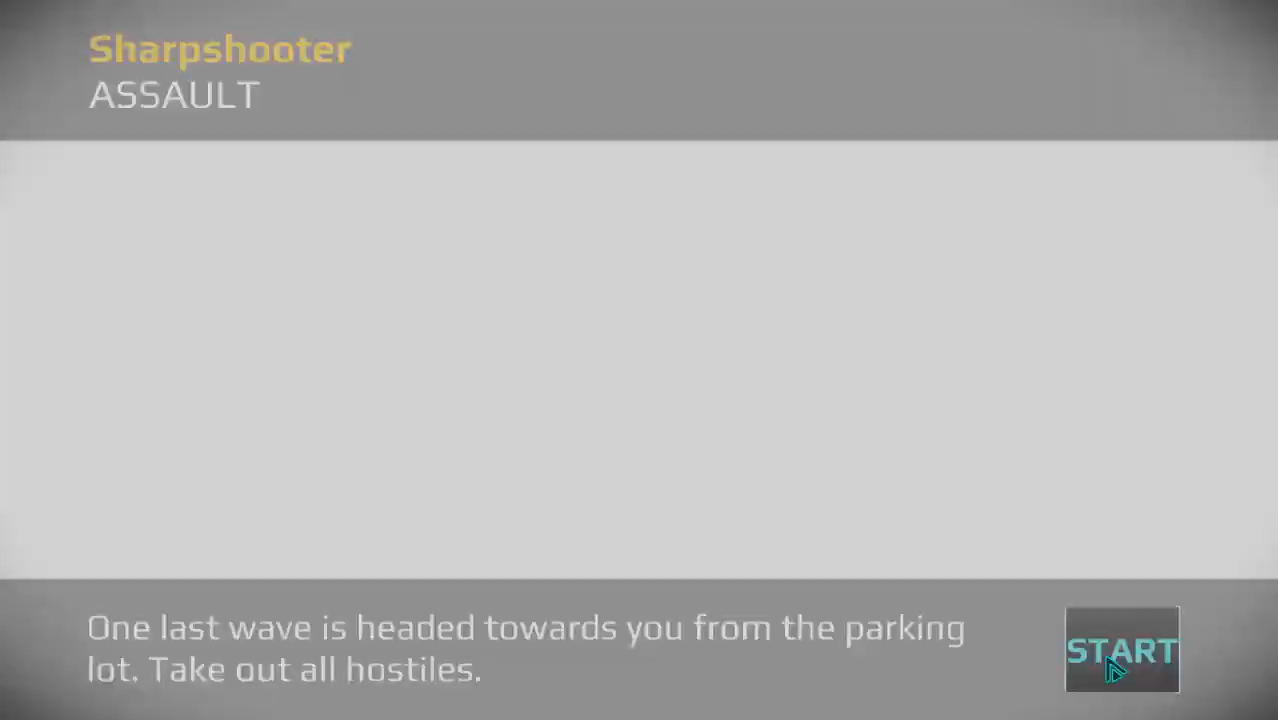 Sharpshooter
ASSAULT
One last wave is headed towards you from the parking
lot. Take out all hostiles.
START